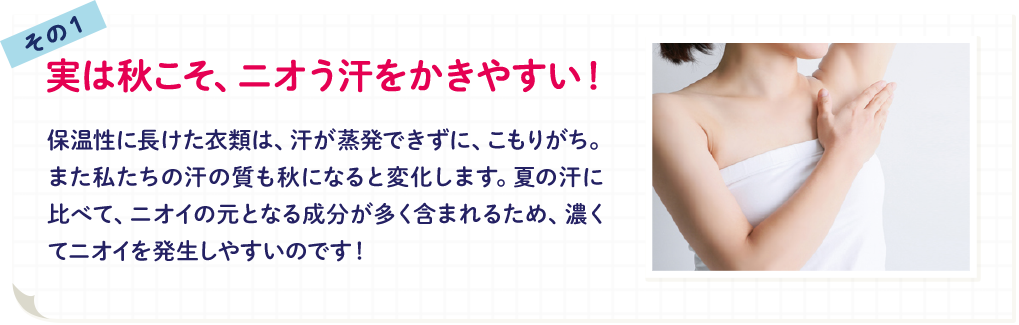 その1
実は秋こそ、ニオう汗をかきやすい！
保温性に長けた衣類は、汗が蒸発できずに、こもりがち。
また私たちの汗の質も秋になると変化します。夏の汗に
比べて、ニオイの元となる成分が多く含まれるため、濃く
てニオイを発生しやすいのです！